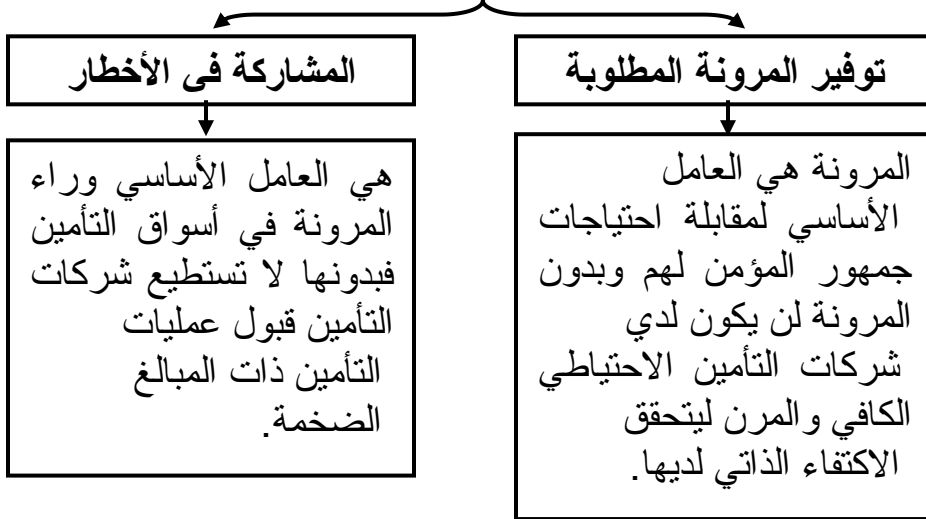 توفير المرونة المطلوبة
المرونة هي العامل
الأساسي لمقابلة احتياجات
جمهور المؤمن لهم وبدون
المرونة لن يكون لدي
شركات التأمين الاحتياطي
الكافي والمرن ليتحقق
الاكتفاء الذاتي لديها.
المشاركة فى الأخطار
هي العامل الأساسي وراء
المرونة في أسواق التأمين
فبدونها لا تستطيع شركات
التأمين قبول عمليات
التأمين ذات المبالغ
الضخمة.